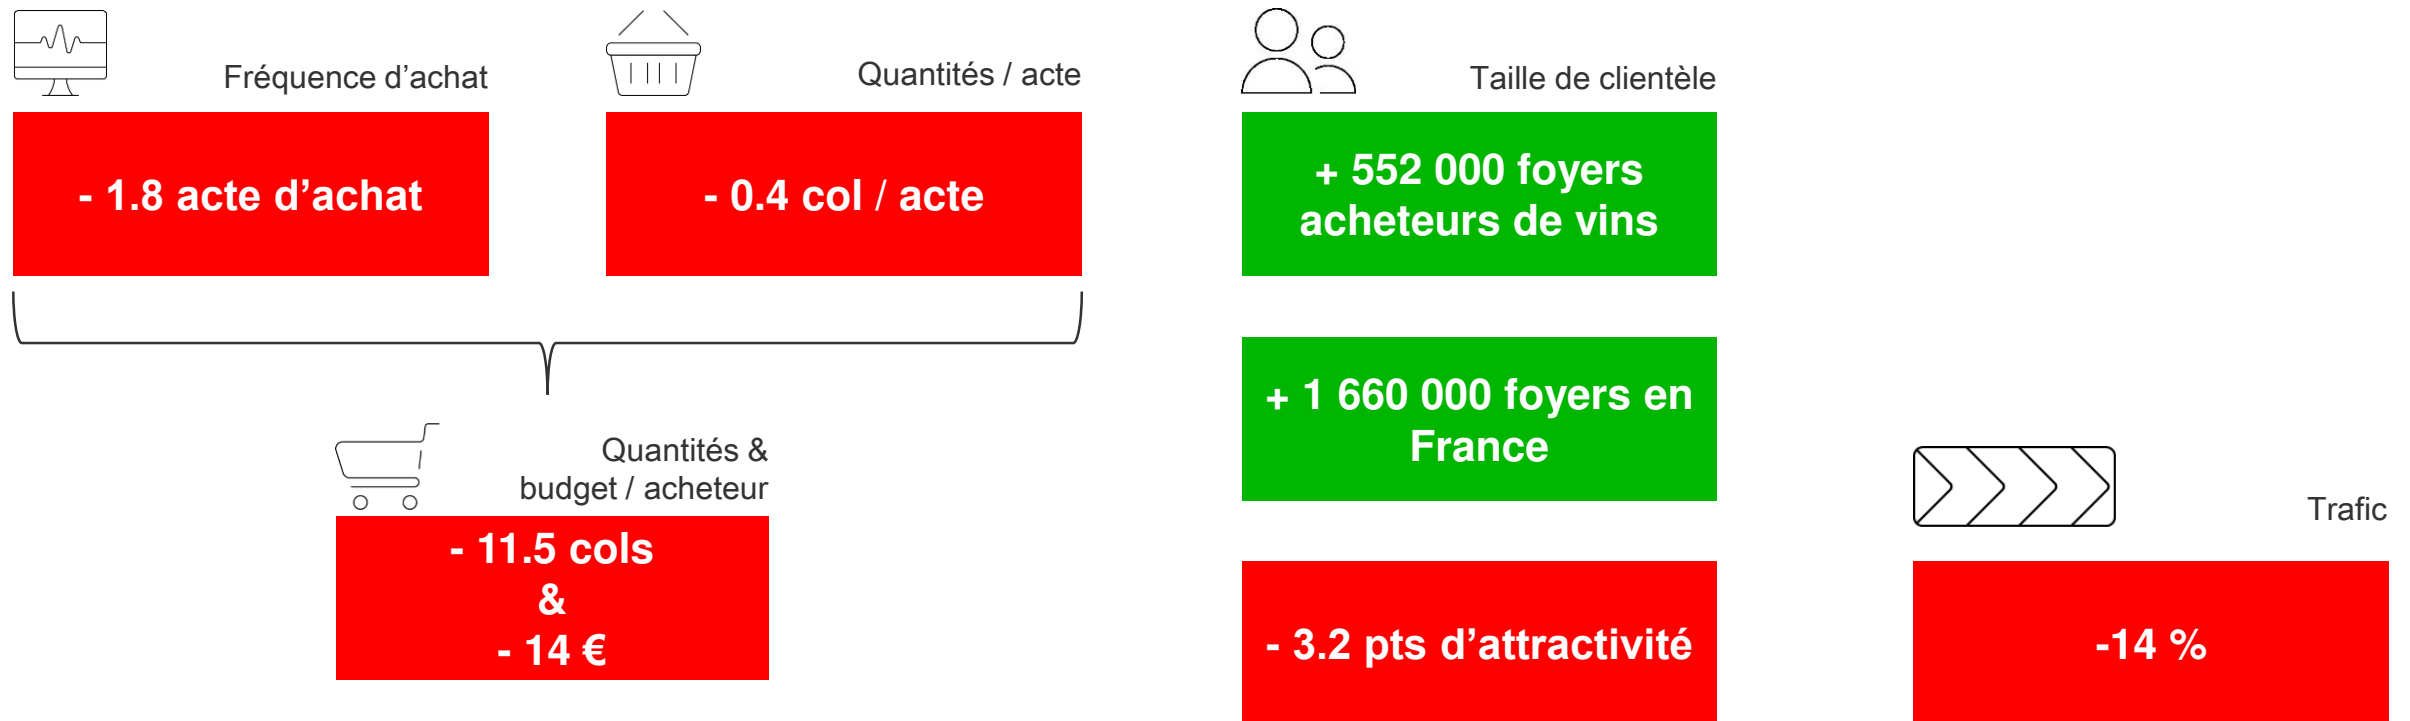 Fréquence d’achat
- 1.8 acte d’achat
Quantités / acte
- 0.4 col / acte
Quantités &
budget / acheteur
- 11.5 cols
&
- 14 €
Taille de clientèle
+ 552 000 foyers
acheteurs de vins
+ 1 660 000 foyers en
France
- 3.2 pts d’attractivité
Trafic
-14 %